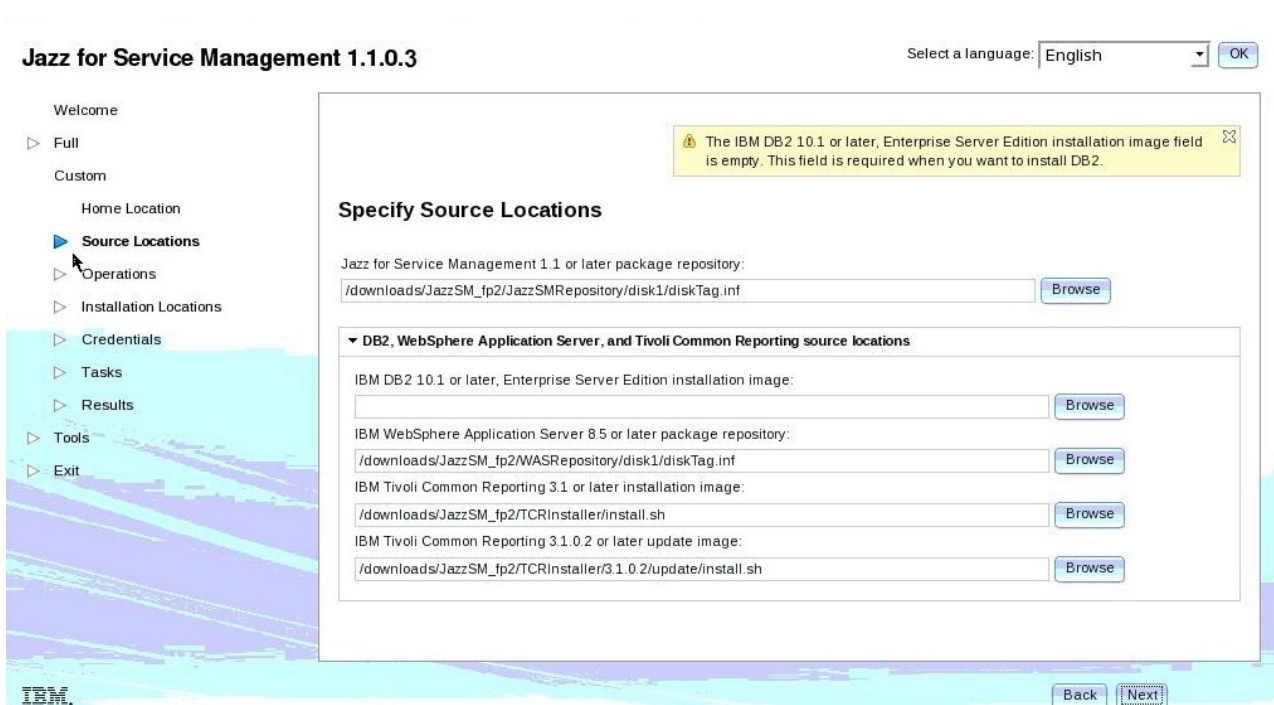 Jazz for Service Management 1.1.0.3
Select a language: English OK
Welcome
Full
Custom
Home Location
Source Locations
Operations
Installation Locations
Credentials
Tasks
Results
Tools
Exit
The IBM DB2 10.1 or later, Enterprise Server Edition installation image field
is empty. This field is required when you want to install DB2.
Specify Source Locations
Jazz for Service Management 1.1 or later package repository:
/downloads/JazzSM_fp2/JazzSMRepository/disk1/diskTag.inf Browse
DB2, WebSphere Application Server, and Tivoli Common Reporting source locations
IBM DB2 10.1 or later, Enterprise Server Edition installation image:
Browse
IBM WebSphere Application Server 8.5 or later package repository:
/downloads/JazzSM_fp2/WASRepository/disk1/diskTag.inf Browse
IBM Tivoli Common Reporting 3.1 or later installation image:
/downloads/JazzSM_fp2/TCRInstaller/install.sh Browse
IBM Tivoli Common Reporting 3.1.0.2 or later update image:
/downloads/JazzSM_fp2/TCRInstaller/3.1.0.2/update/install.sh Browse
IBM. Back Next